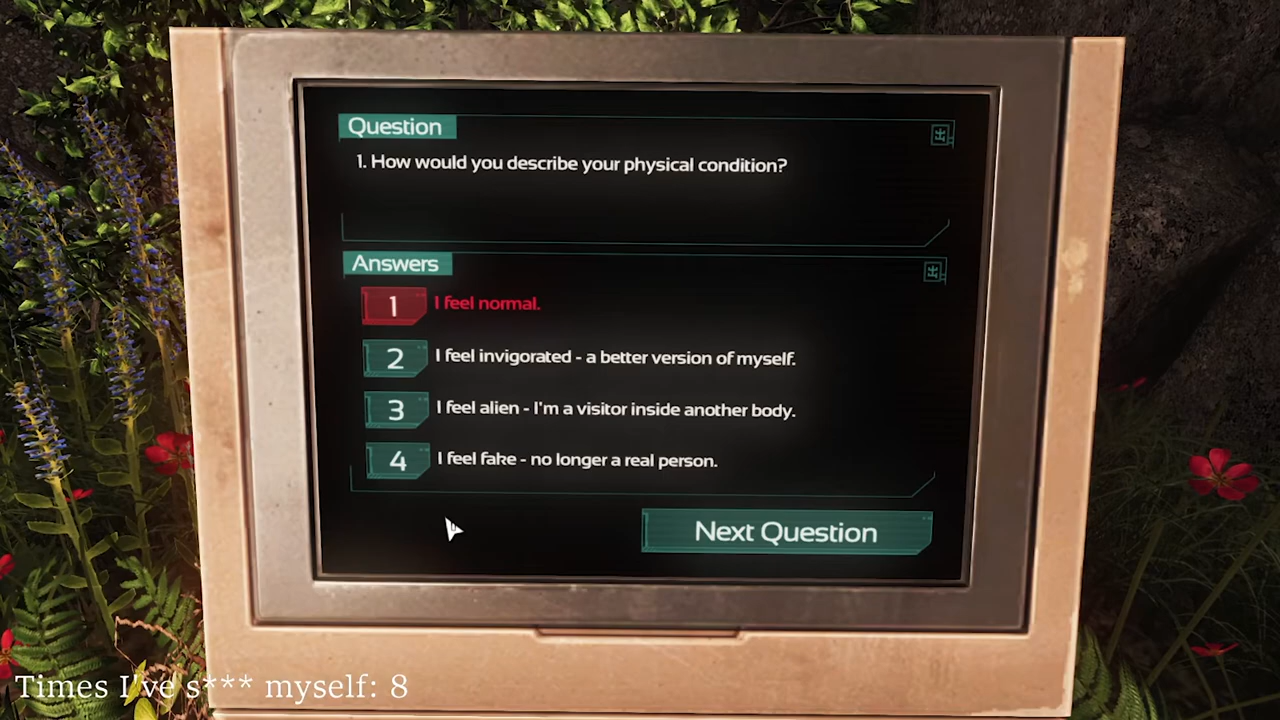 Question
1. How would you describe your physical condition?
Answers
1 I feel normal.
2 I feel invigorated - a better version of myself.
3 I feel alien - I'm a visitor inside another body.
4 I feel fake - no longer a real person.
Next Question
Times I've s*** myself: 8